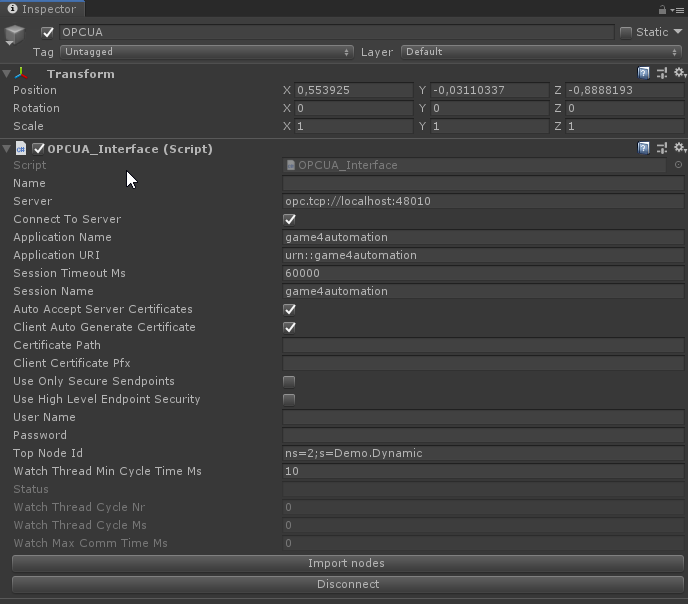 Inspector
OPCUA Static
Tag Untagged Layer Default
Transform
Position X 0,553925 Y -0,03110337 Z -0,8888193
Rotation X 0 Y 0 Z 0
Scale X 1 Y 1 Z 1
OPCUA_Interface (Script)
Script OPCUA_Interface
Name
Server opc.tcp://localhost:48010
Connect To Server
Application Name game4automation
Application URI urn::game4automation
Session Timeout Ms 60000
Session Name game4automation
Auto Accept Server Certificates
Client Auto Generate Certificate
Certificate Path
Client Certificate Pfx
Use Only Secure Sendpoints
Use High Level Endpoint Security
User Name
Password
Top Node Id ns=2;s=Demo.Dynamic
Watch Thread Min Cycle Time Ms 10
Status
Watch Thread Cycle Nr 0
Watch Thread Cycle Ms 0
Watch Max Comm Time Ms 0
Import nodes
Disconnect